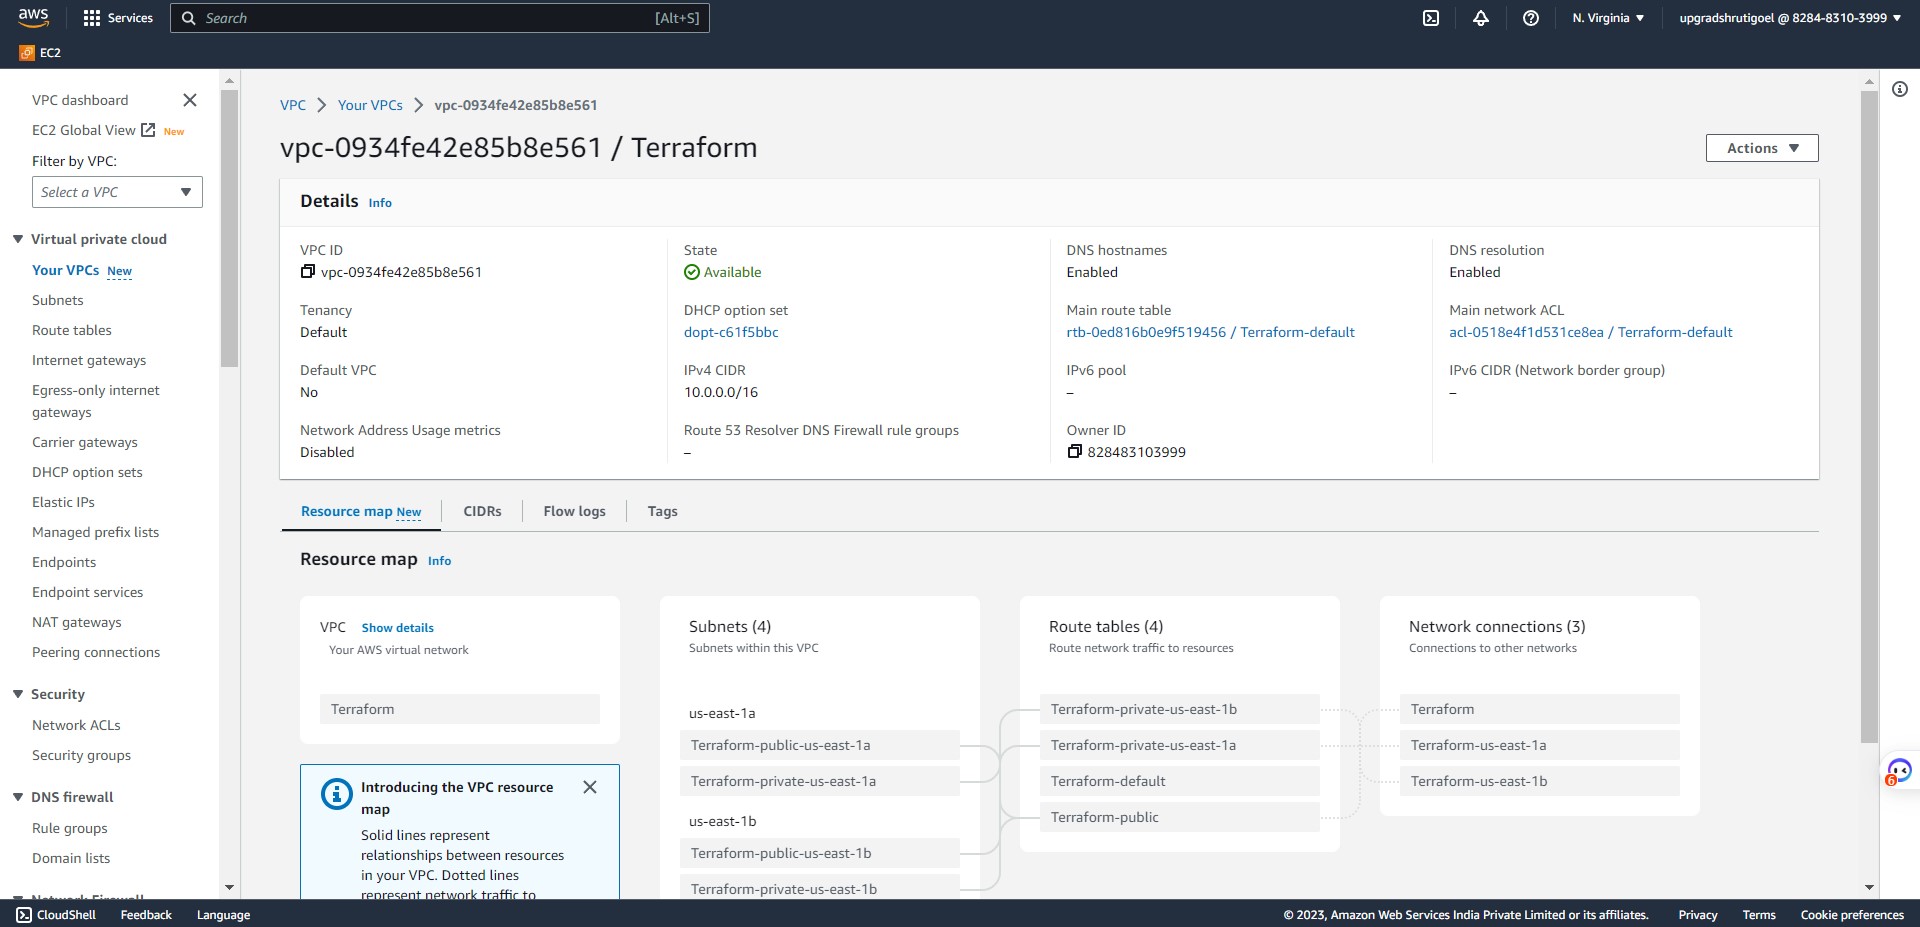 aws
Services
Search
[Alt+S]
N. Virginia
upgradshrutigoel @ 8284-8310-3999
EC2
VPC dashboard
EC2 Global View New
Filter by VPC:
Select a VPC
Virtual private cloud
Your VPCs New
Subnets
Route tables
Internet gateways
Egress-only internet
gateways
Carrier gateways
DHCP option sets
Elastic IPs
Managed prefix lists
Endpoints
Endpoint services
NAT gateways
Peering connections
Security
Network ACLs
Security groups
DNS firewall
Rule groups
Domain lists
Network Firewall
VPC
Your VPCs
vpc-0934fe42e85b8e561
vpc-0934fe42e85b8e561 / Terraform
Actions
Details Info
VPC ID
vpc-0934fe42e85b8e561
State
Available
DNS hostnames
Enabled
DNS resolution
Enabled
Tenancy
Default
DHCP option set
dopt-c61f5bbc
Main route table
rtb-0ed816b0e9f519456 / Terraform-default
Main network ACL
acl-0518e4f1d531ce8ea / Terraform-default
Default VPC
No
IPv4 CIDR
10.0.0.0/16
IPv6 pool
–
IPv6 CIDR (Network border group)
–
Network Address Usage metrics
Disabled
Route 53 Resolver DNS Firewall rule groups
–
Owner ID
828483103999
Resource map New
CIDRs
Flow logs
Tags
Resource map Info
VPC Show details
Your AWS virtual network
Terraform
Introducing the VPC resource
map
Solid lines represent
relationships between resources
in your VPC. Dotted lines
represent network traffic to
Subnets (4)
Subnets within this VPC
us-east-1a
Terraform-public-us-east-1a
Terraform-private-us-east-1a
us-east-1b
Terraform-public-us-east-1b
Terraform-private-us-east-1b
Route tables (4)
Route network traffic to resources
Terraform-private-us-east-1b
Terraform-private-us-east-1a
Terraform-default
Terraform-public
Network connections (3)
Connections to other networks
Terraform
Terraform-us-east-1a
Terraform-us-east-1b
6
CloudShell
Feedback
Language
© 2023, Amazon Web Services India Private Limited or its affiliates.
Privacy
Terms
Cookie preferences